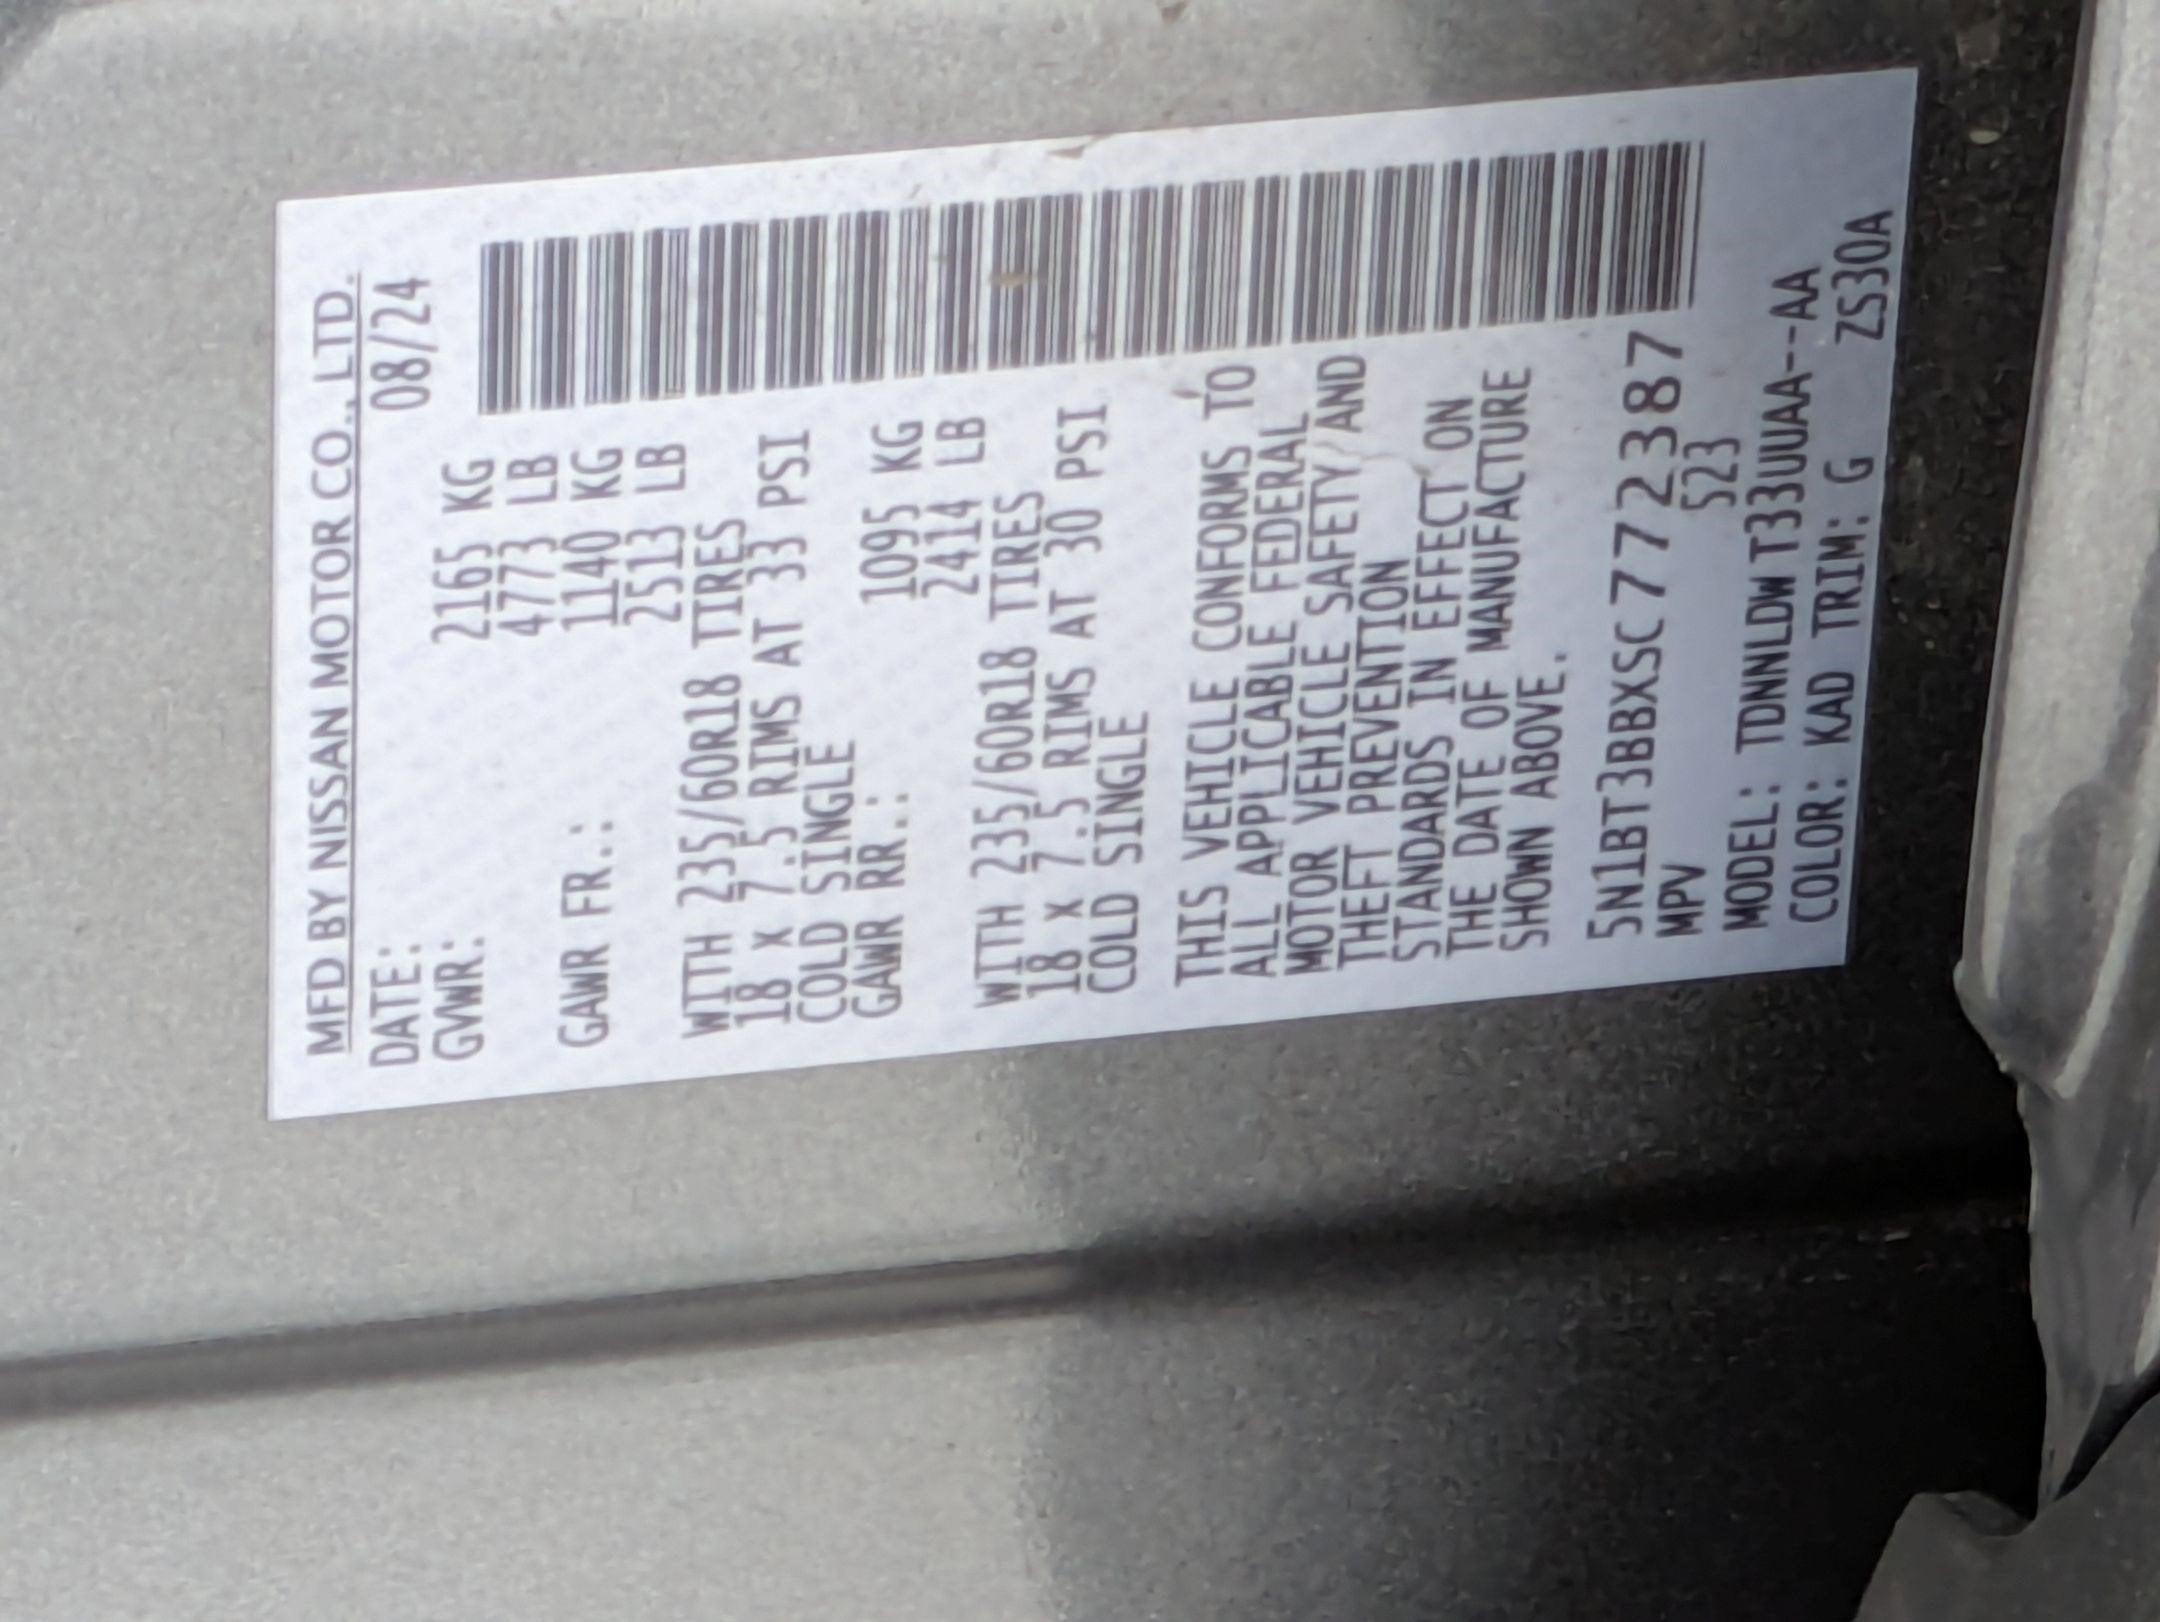 MFD BY NISSAN MOTOR CO., LTD.
DATE: 08/24
GVWR: 2165 KG
4773 LB
GAWR FR.: 1140 KG
2513 LB
WITH 235/60R18 TIRES
18 X 7.5 RIMS AT 33 PSI
COLD SINGLE
GAWR RR.: 1095 KG
2414 LB
WITH 235/60R18 TIRES
18 X 7.5 RIMS AT 30 PSI
COLD SINGLE
THIS VEHICLE CONFORMS TO
ALL APPLICABLE FEDERAL
MOTOR VEHICLE SAFETY AND
THEFT PREVENTION
STANDARDS IN EFFECT ON
THE DATE OF MANUFACTURE
SHOWN ABOVE.
5N1BT3BBXSC772387
MPV 523
MODEL: TDNNLDW T33UUAA--AA
COLOR: KAD TRIM: G ZS30A